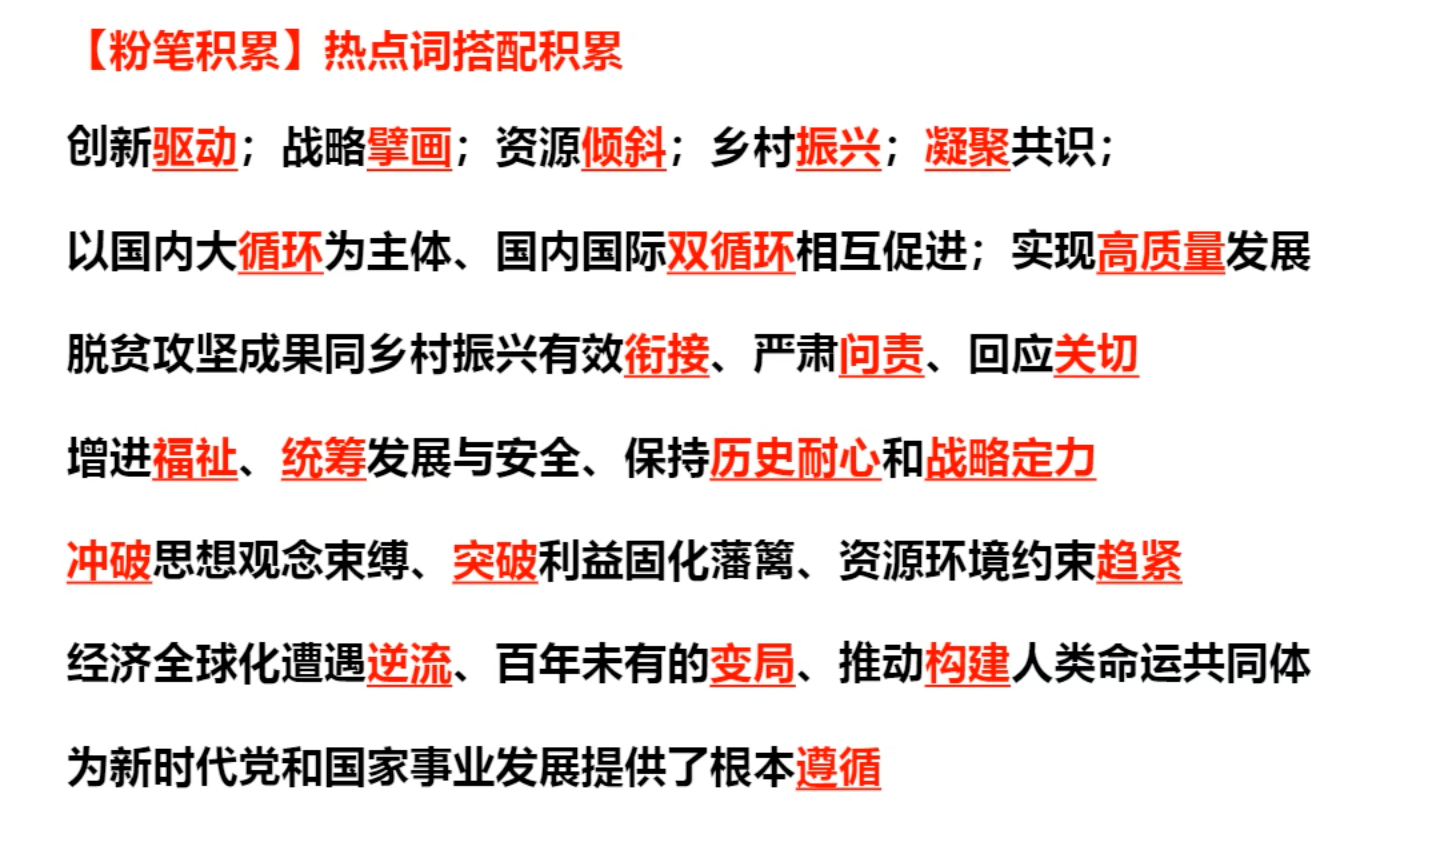 【粉笔积累】热点词搭配积累
创新驱动；战略擘画；资源倾斜；乡村振兴；凝聚共识；
以国内大循环为主体、国内国际双循环相互促进；实现高质量发展
脱贫攻坚成果同乡村振兴有效衔接、严肃问责、回应关切
增进福祉、统筹发展与安全、保持历史耐心和战略定力
冲破思想观念束缚、突破利益固化藩篱、资源环境约束趋紧
经济全球化遭遇逆流、百年未有的变局、推动构建人类命运共同体
为新时代党和国家事业发展提供了根本遵循